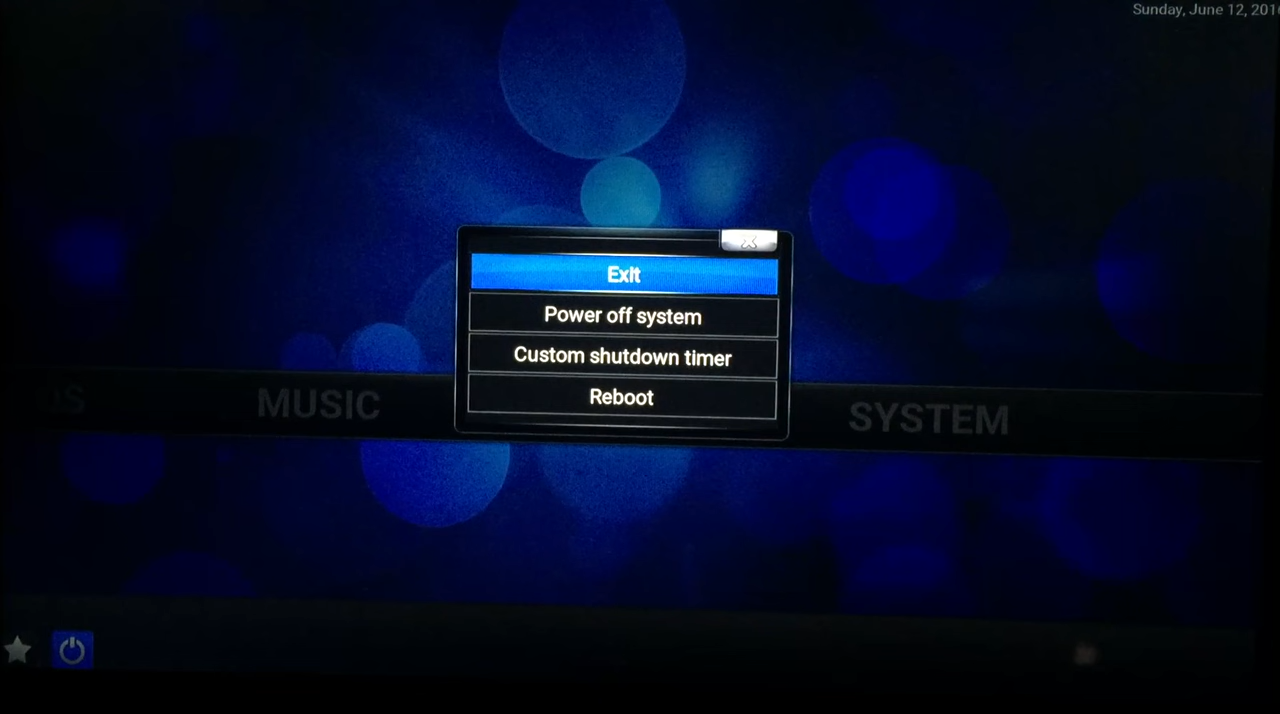 Sunday, June 12, 201
Exit
Power off system
Custom shutdown timer
Reboot
MUSIC
SYSTEM